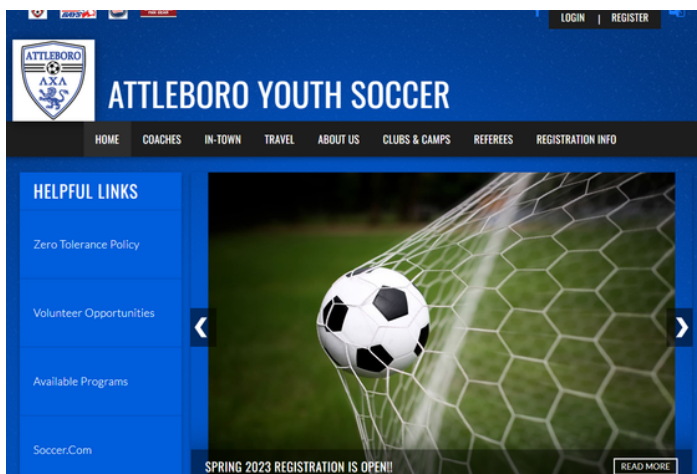 LOGIN | REGISTER
ATTLEBORO
AXA
ATTLEBORO YOUTH SOCCER
HOME COACHES IN-TOWN TRAVEL ABOUT US CLUBS & CAMPS REFEREES REGISTRATION INFO
HELPFUL LINKS
Zero Tolerance Policy
Volunteer Opportunities
Available Programs
Soccer.Com
SPRING 2023 REGISTRATION IS OPEN!!
READ MORE